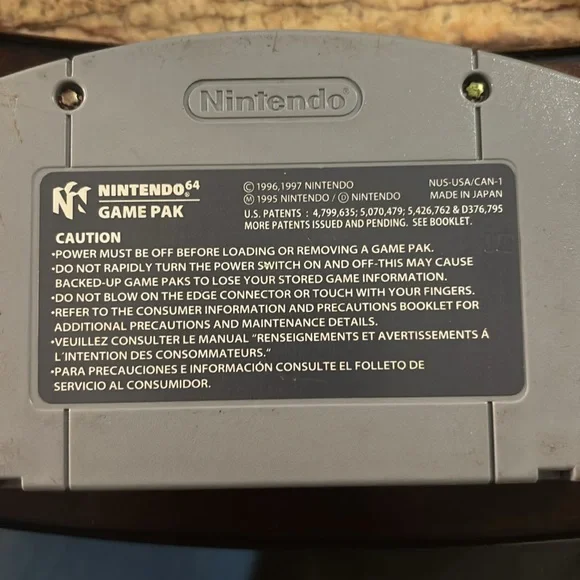 Nintendo
NINTENDO64
GAME PAK
© 1996,1997 NINTENDO
Ⓜ 1995 NINTENDO / Ⓓ NINTENDO
NUS-USA/CAN-1
MADE IN JAPAN
U.S. PATENTS : 4,799,635; 5,070,479; 5,426,762 & D376,795
MORE PATENTS ISSUED AND PENDING. SEE BOOKLET.
CAUTION
•POWER MUST BE OFF BEFORE LOADING OR REMOVING A GAME PAK.
•DO NOT RAPIDLY TURN THE POWER SWITCH ON AND OFF-THIS MAY CAUSE
BACKED-UP GAME PAKS TO LOSE YOUR STORED GAME INFORMATION.
•DO NOT BLOW ON THE EDGE CONNECTOR OR TOUCH WITH YOUR FINGERS.
•REFER TO THE CONSUMER INFORMATION AND PRECAUTIONS BOOKLET FOR
ADDITIONAL PRECAUTIONS AND MAINTENANCE DETAILS.
•VEUILLEZ CONSULTER LE MANUAL "RENSEIGNEMENTS ET AVERTISSEMENTS Á
L'INTENTION DES CONSOMMATEURS."
•PARA PRECAUCIONES E INFORMACIÓN CONSULTE EL FOLLETO DE
SERVICIO AL CONSUMIDOR.